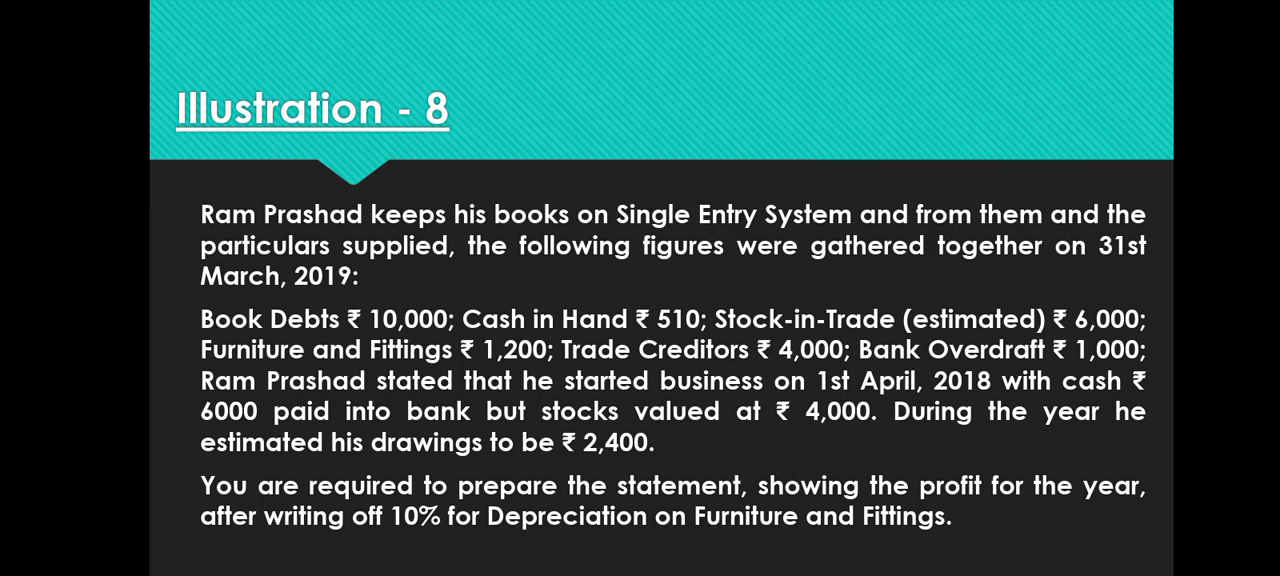 Illustration - 8
Ram Prashad keeps his books on Single Entry System and from them and the
particulars supplied, the following figures were gathered together on 31st
March, 2019:
Book Debts ₹ 10,000; Cash in Hand ₹ 510; Stock-in-Trade (estimated) ₹ 6,000;
Furniture and Fittings ₹ 1,200; Trade Creditors ₹ 4,000; Bank Overdraft ₹ 1,000;
Ram Prashad stated that he started business on 1st April, 2018 with cash ₹
6000 paid into bank but stocks valued at ₹ 4,000. During the year he
estimated his drawings to be ₹ 2,400.
You are required to prepare the statement, showing the profit for the year,
after writing off 10% for Depreciation on Furniture and Fittings.